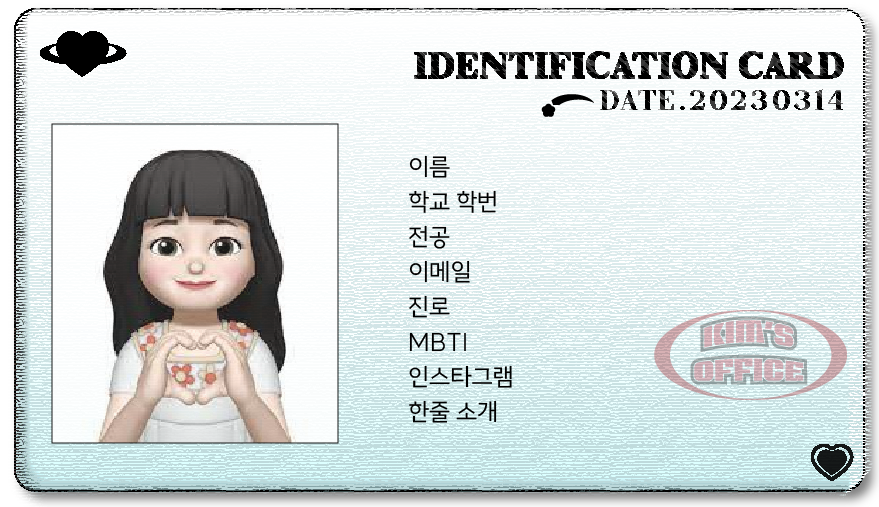 IDENTIFICATION CARD
DATE.20230314
이름
학교 학번
전공
이메일
진로
MBTI
인스타그램
한줄 소개
KIM'S
OFFICE